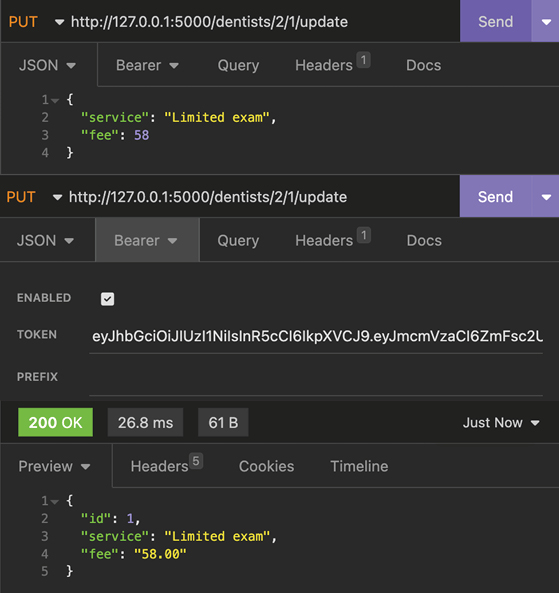 PUT http://127.0.0.1:5000/dentists/2/1/update Send
JSON Bearer Query Headers 1 Docs
1 {
2 "service": "Limited exam",
3 "fee": 58
4 }
PUT http://127.0.0.1:5000/dentists/2/1/update Send
JSON Bearer Query Headers 1 Docs
ENABLED
TOKEN eyJhbGciOiJIUzI1NiIsInR5cCI6IkpXVCJ9.eyJmcmVzaCI6ZmFsc2U
PREFIX
200 OK 26.8 ms 61 B Just Now
Preview Headers 5 Cookies Timeline
1 {
2 "id": 1,
3 "service": "Limited exam",
4 "fee": "58.00"
5 }